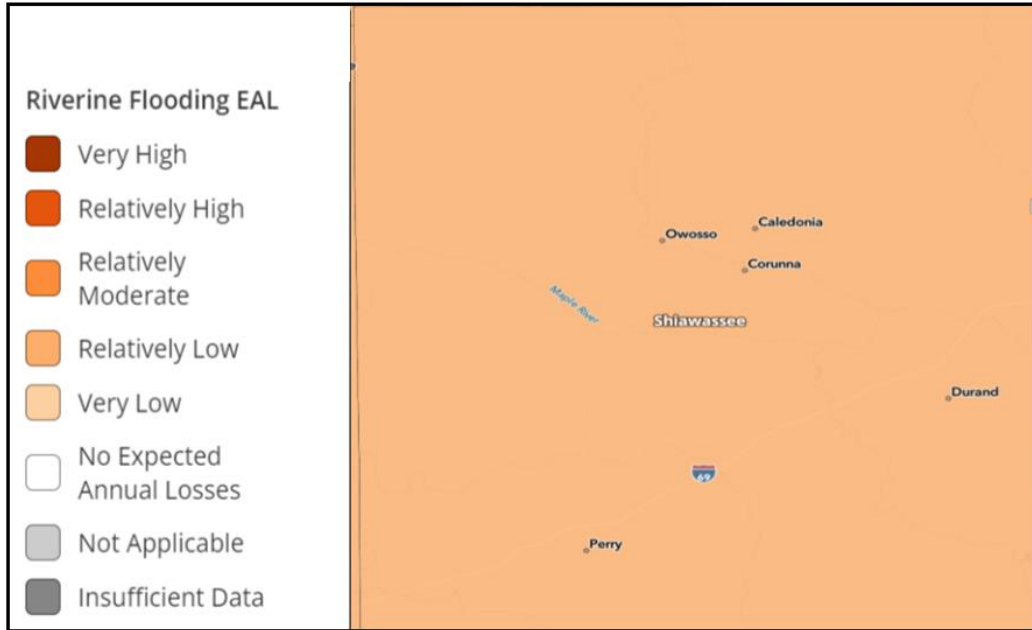 Riverine Flooding EAL
Very High
Relatively High
Relatively
Moderate
Relatively Low
Very Low
No Expected
Annual Losses
Not Applicable
Insufficient Data
Caledonia
Owosso
Corunna
Maple River
Shiawassee
Durand
69
Perry